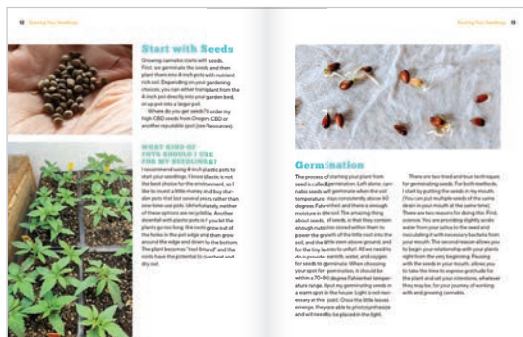 Starting Your Seedlings
Start with Seeds
Growing cannabis starts with seeds.
First, we germinate the seeds and then
plant them into 4-inch pots with nutrient
rich soil. Depending on your gardening
choices, you can either transplant from the
4-inch pot directly into your garden bed,
or up-pot into a larger pot.
Where do you get seeds? I order my
high CBD seeds from Oregon CBD or
another reputable spot (see Resources).
WHAT KIND OF
POTS SHOULD I USE
FOR MY SEEDLINGS?
I recommend using 4-inch plastic pots to
start your seedlings. I know plastic is not
the best choice for the environment, so I
like to invest a little money and buy stur-
dier pots that last several years rather than
one-time-use pots. Unfortunately, neither
of these options are recyclable. Another
downfall with plastic pots is if you let the
plants go too long, the roots grow out of
the holes in the pot edge and then grow
around the edge and down to the bottom.
The plant becomes "root bound" and the
roots have the potential to overheat and
dry out.
Starting Your Seedlings
Germination
The process of starting your plant from
seed is called germination. Left alone, can-
nabis seeds will germinate when the soil
temperature stays consistently above 60
degrees Fahrenheit and there is enough
moisture in the soil. The amazing thing
about seeds, of seeds, is that they contain
enough nutrition stored within them to
power the growth of the little root into the
soil, and the little stem above ground, and
for the tiny leaves to unfurl. All we need to
do is provide warmth, water, and oxygen
for seeds to germinate. When choosing
your spot for germination, it should be
within a 70–80 degree Fahrenheit temper-
ature range. I put my germinating seeds in
a warm spot in the house. Light is not nec-
essary at this point. Once the little leaves
emerge, they are able to photosynthesize
and will need to be placed in the light.
There are two tried and true techniques
for germinating seeds. For both methods,
I start by putting the seeds in my mouth.
(You can put multiple seeds of the same
strain in your mouth at the same time.)
There are two reasons for doing this. First,
science: You are providing slightly acidic
water from your saliva to the seed and
inoculating it with necessary bacteria from
your mouth. The second reason allows you
to begin your relationship with your plants
right from the very beginning. Pausing
with the seeds in your mouth, allows you
to take the time to express gratitude for
the plant and set your intentions, whatever
they may be, for your journey of working
with and growing cannabis.